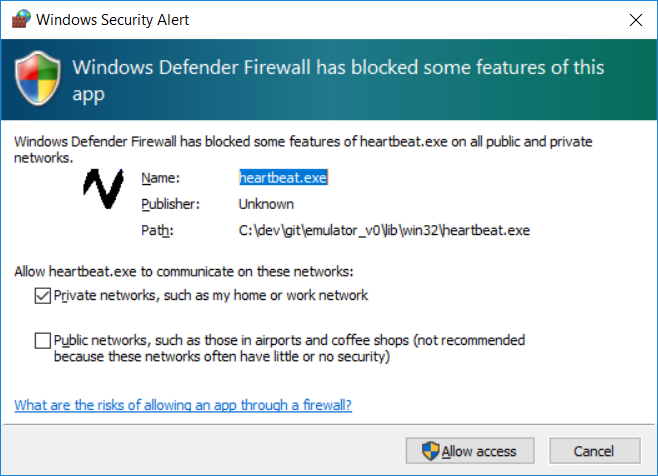 Windows Security Alert
Windows Defender Firewall has blocked some features of this
app
Windows Defender Firewall has blocked some features of heartbeat.exe on all public and private
networks.
Name: heartbeat.exe
Publisher: Unknown
Path: C:\dev\git\emulator_v0\lib\win32\heartbeat.exe
Allow heartbeat.exe to communicate on these networks:
Private networks, such as my home or work network
Public networks, such as those in airports and coffee shops (not recommended
because these networks often have little or no security)
What are the risks of allowing an app through a firewall?
Allow access Cancel